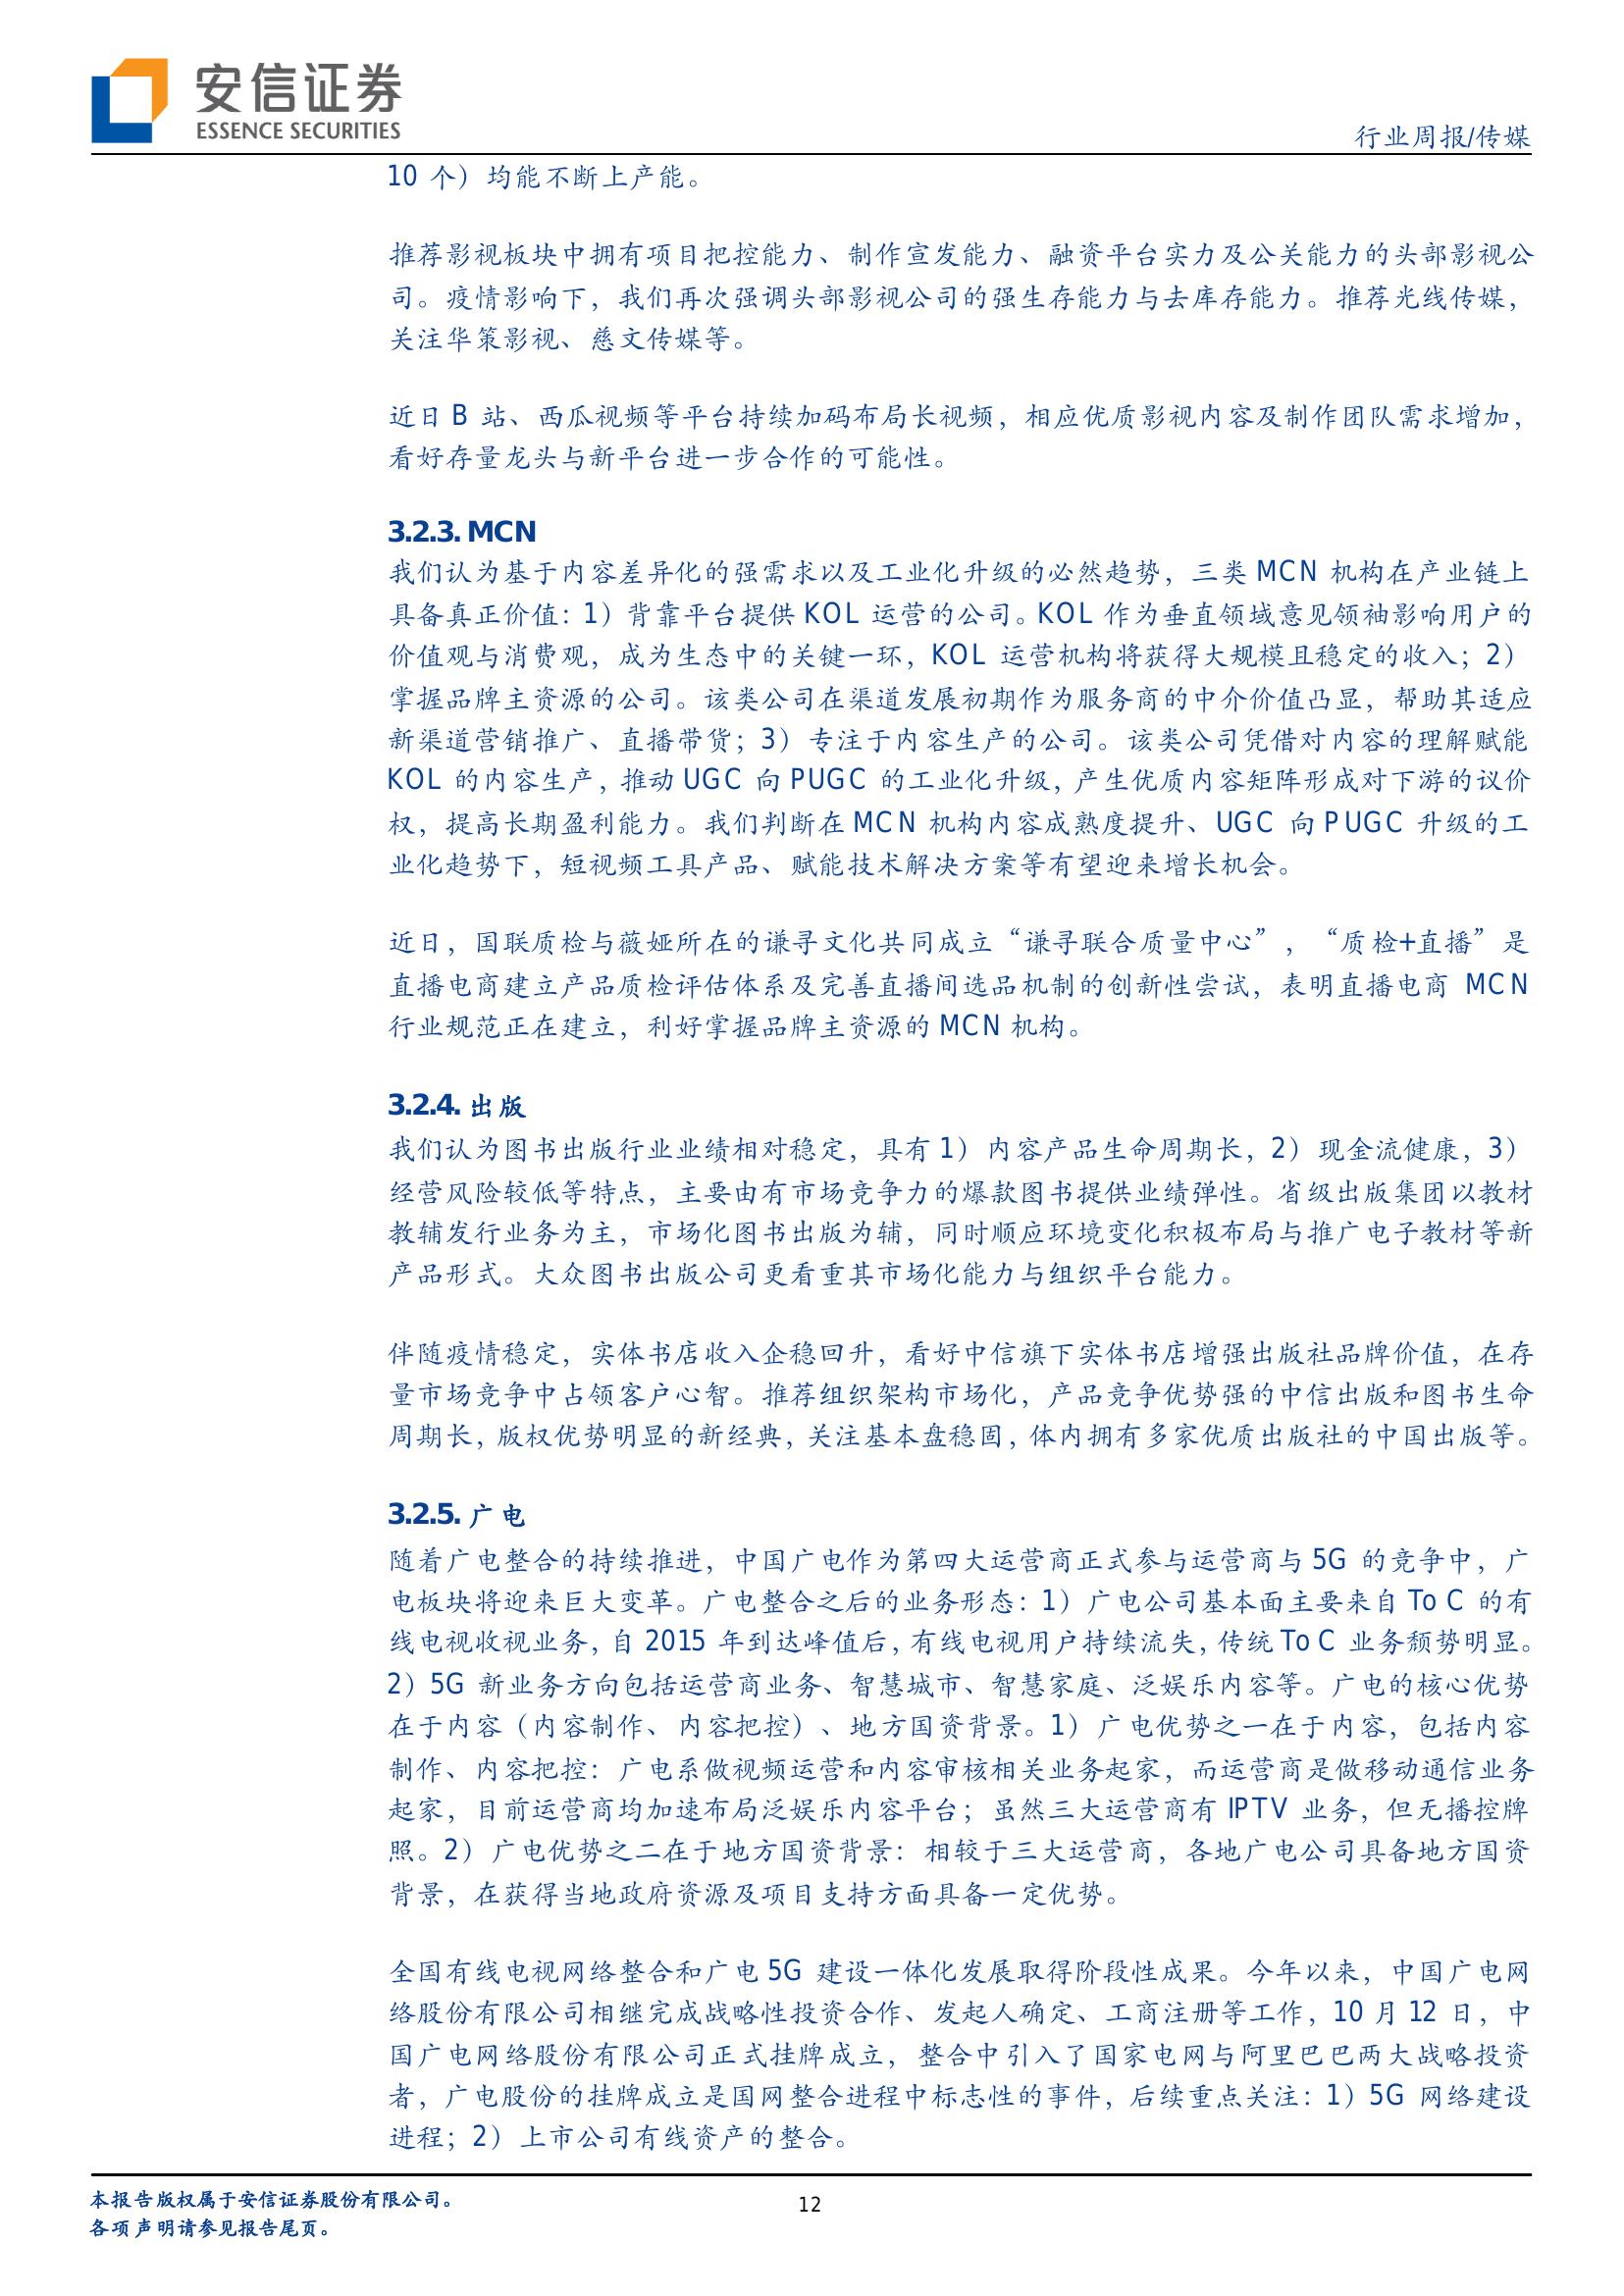 安信证券
ESSENCE SECURITIES
行业周报/传媒
10 个）均能不断上产能。
推荐影视板块中拥有项目把控能力、制作宣发能力、融资平台实力及公关能力的头部影视公
司。疫情影响下，我们再次强调头部影视公司的强生存能力与去库存能力。推荐光线传媒，
关注华策影视、慈文传媒等。
近日 B 站、西瓜视频等平台持续加码布局长视频，相应优质影视内容及制作团队需求增加，
看好存量龙头与新平台进一步合作的可能性。
3.2.3. MCN
我们认为基于内容差异化的强需求以及工业化升级的必然趋势，三类 MCN 机构在产业链上
具备真正价值：1）背靠平台提供 KOL 运营的公司。KOL 作为垂直领域意见领袖影响用户的
价值观与消费观，成为生态中的关键一环，KOL 运营机构将获得大规模且稳定的收入；2）
掌握品牌主资源的公司。该类公司在渠道发展初期作为服务商的中介价值凸显，帮助其适应
新渠道营销推广、直播带货；3）专注于内容生产的公司。该类公司凭借对内容的理解赋能
KOL 的内容生产，推动 UGC 向 PUGC 的工业化升级，产生优质内容矩阵形成对下游的议价
权，提高长期盈利能力。我们判断在 MCN 机构内容成熟度提升、UGC 向 PUGC 升级的工
业化趋势下，短视频工具产品、赋能技术解决方案等有望迎来增长机会。
近日，国联质检与薇娅所在的谦寻文化共同成立“谦寻联合质量中心”，“质检+直播”是
直播电商建立产品质检评估体系及完善直播间选品机制的创新性尝试，表明直播电商 MCN
行业规范正在建立，利好掌握品牌主资源的 MCN 机构。
3.2.4. 出版
我们认为图书出版行业业绩相对稳定，具有 1）内容产品生命周期长，2）现金流健康，3）
经营风险较低等特点，主要由有市场竞争力的爆款图书提供业绩弹性。省级出版集团以教材
教辅发行业务为主，市场化图书出版为辅，同时顺应环境变化积极布局与推广电子教材等新
产品形式。大众图书出版公司更看重其市场化能力与组织平台能力。
伴随疫情稳定，实体书店收入企稳回升，看好中信旗下实体书店增强出版社品牌价值，在存
量市场竞争中占领客户心智。推荐组织架构市场化，产品竞争优势强的中信出版和图书生命
周期长，版权优势明显的新经典，关注基本盘稳固，体内拥有多家优质出版社的中国出版等。
3.2.5. 广电
随着广电整合的持续推进，中国广电作为第四大运营商正式参与运营商与 5G 的竞争中，广
电板块将迎来巨大变革。广电整合之后的业务形态：1）广电公司基本面主要来自 To C 的有
线电视收视业务，自 2015 年到达峰值后，有线电视用户持续流失，传统 To C 业务颓势明显。
2）5G 新业务方向包括运营商业务、智慧城市、智慧家庭、泛娱乐内容等。广电的核心优势
在于内容（内容制作、内容把控）、地方国资背景。1）广电优势之一在于内容，包括内容
制作、内容把控：广电系做视频运营和内容审核相关业务起家，而运营商是做移动通信业务
起家，目前运营商均加速布局泛娱乐内容平台；虽然三大运营商有 IPTV 业务，但无播控牌
照。2）广电优势之二在于地方国资背景：相较于三大运营商，各地广电公司具备地方国资
背景，在获得当地政府资源及项目支持方面具备一定优势。
全国有线电视网络整合和广电 5G 建设一体化发展取得阶段性成果。今年以来，中国广电网
络股份有限公司相继完成战略性投资合作、发起人确定、工商注册等工作，10 月 12 日，中
国广电网络股份有限公司正式挂牌成立，整合中引入了国家电网与阿里巴巴两大战略投资
者，广电股份的挂牌成立是国网整合进程中标志性的事件，后续重点关注：1）5G 网络建设
进程；2）上市公司有线资产的整合。
本报告版权属于安信证券股份有限公司。
12
各项声明请参见报告尾页。